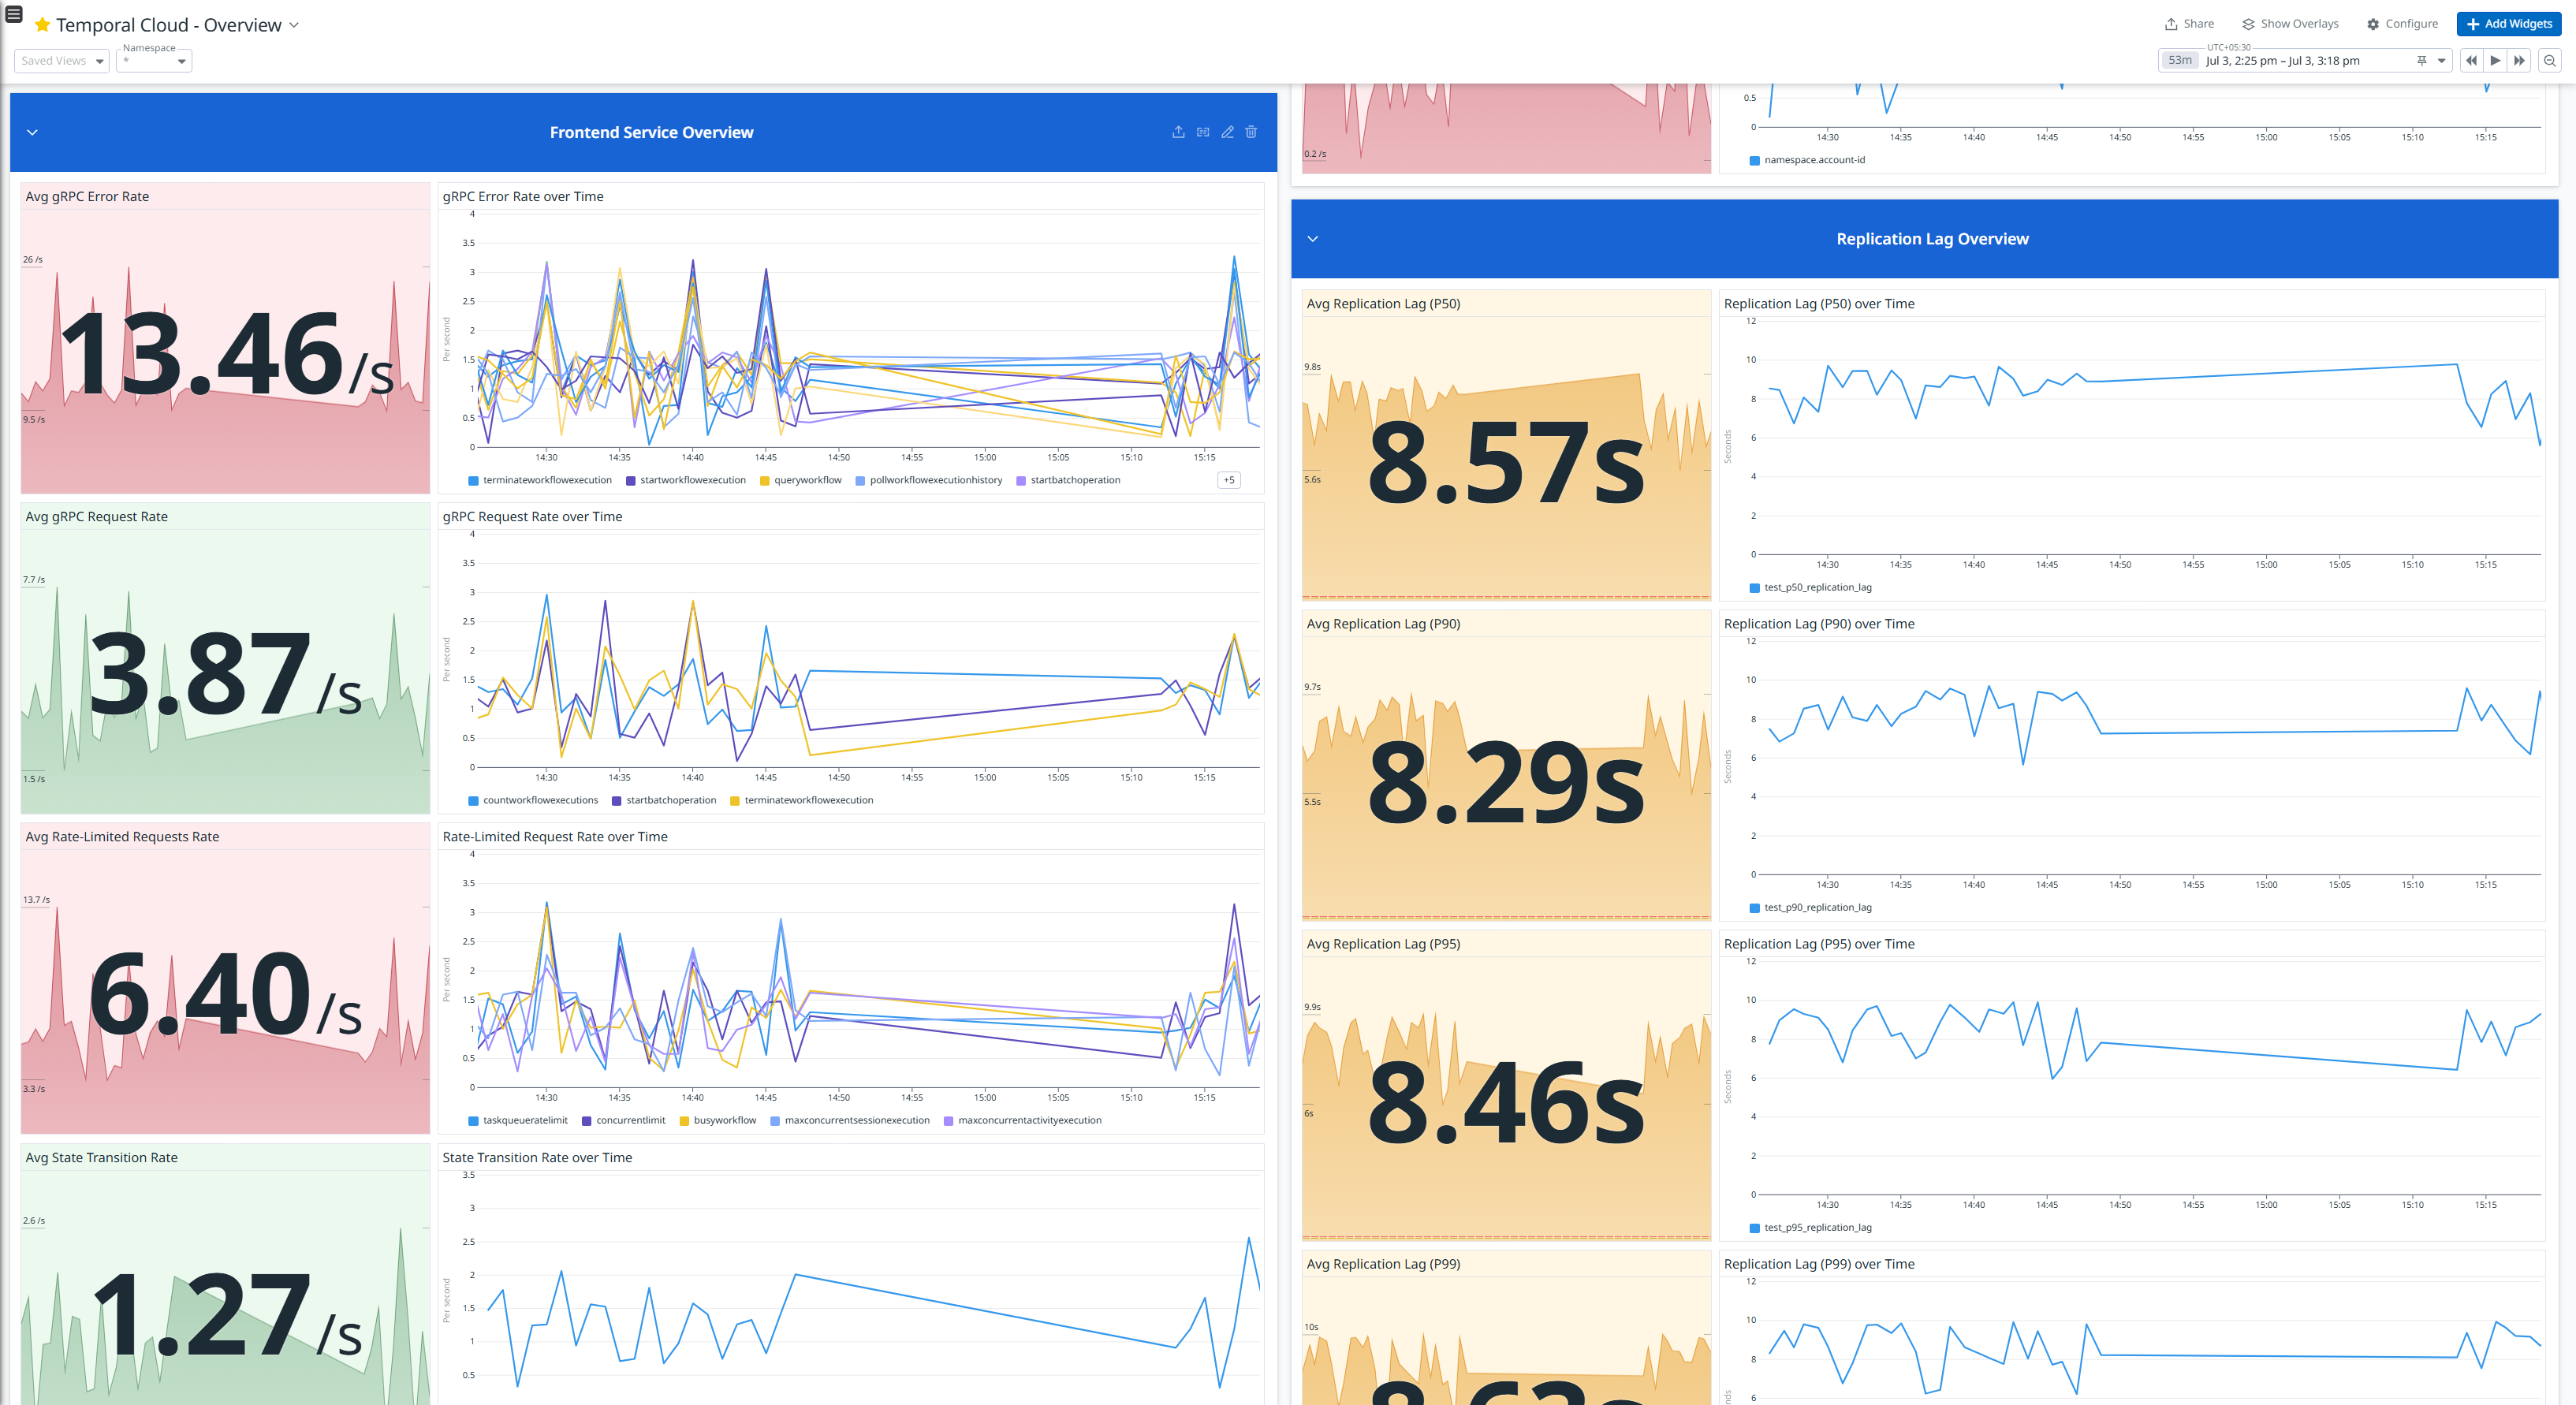 Temporal Cloud - Overview
Share
Show Overlays
Configure
Add Widgets
Saved Views
Namespace
*
UTC+05:30
53m
Jul 3, 2:25 pm – Jul 3, 3:18 pm
Frontend Service Overview
Avg gRPC Error Rate
26 /s
13.46/s
9.5 /s
gRPC Error Rate over Time
Per second
4
3.5
3
2.5
2
1.5
1
0.5
0
14:30 14:35 14:40 14:45 14:50 14:55 15:00 15:05 15:10 15:15
terminateworkflowexecution startworkflowexecution queryworkflow pollworkflowexecutionhistory startbatchoperation +5
Avg gRPC Request Rate
7.7 /s
3.87/s
1.5 /s
gRPC Request Rate over Time
Per second
4
3.5
3
2.5
2
1.5
1
0.5
0
14:30 14:35 14:40 14:45 14:50 14:55 15:00 15:05 15:10 15:15
countworkflowexecutions startbatchoperation terminateworkflowexecution
Avg Rate-Limited Requests Rate
13.7 /s
6.40/s
3.3 /s
Rate-Limited Request Rate over Time
Per second
4
3.5
3
2.5
2
1.5
1
0.5
0
14:30 14:35 14:40 14:45 14:50 14:55 15:00 15:05 15:10 15:15
taskqueueratelimit concurrentlimit busyworkflow maxconcurrentsessionexecution maxconcurrentactivityexecution
Avg State Transition Rate
2.6 /s
1.27/s
State Transition Rate over Time
Per second
3.5
3
2.5
2
1.5
1
0.5
0.2 /s
0.5
0
14:30 14:35 14:40 14:45 14:50 14:55 15:00 15:05 15:10 15:15
namespace.account-id
Replication Lag Overview
Avg Replication Lag (P50)
9.8s
8.57s
5.6s
Replication Lag (P50) over Time
Seconds
12
10
8
6
4
2
0
14:30 14:35 14:40 14:45 14:50 14:55 15:00 15:05 15:10 15:15
test_p50_replication_lag
Avg Replication Lag (P90)
9.7s
8.29s
5.5s
Replication Lag (P90) over Time
Seconds
12
10
8
6
4
2
0
14:30 14:35 14:40 14:45 14:50 14:55 15:00 15:05 15:10 15:15
test_p90_replication_lag
Avg Replication Lag (P95)
9.9s
8.46s
6s
Replication Lag (P95) over Time
Seconds
12
10
8
6
4
2
0
14:30 14:35 14:40 14:45 14:50 14:55 15:00 15:05 15:10 15:15
test_p95_replication_lag
Avg Replication Lag (P99)
10s
Replication Lag (P99) over Time
12
10
8
6